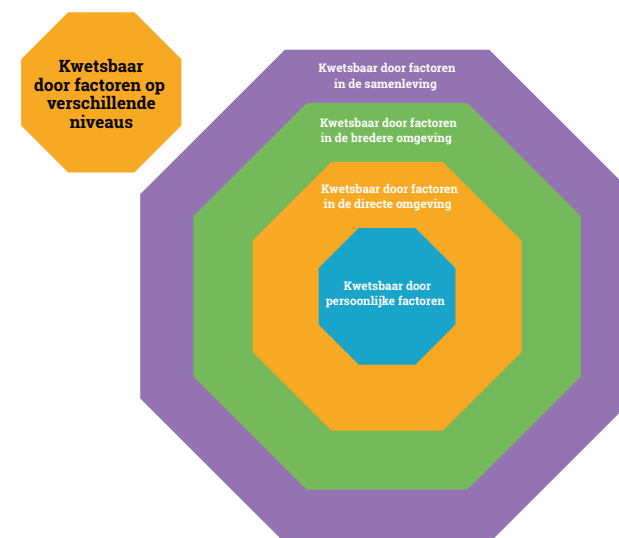 Kwetsbaar
door factoren op
verschillende
niveaus
Kwetsbaar door factoren
in de samenleving
Kwetsbaar door factoren
in de bredere omgeving
Kwetsbaar door factoren
in de directe omgeving
Kwetsbaar door
persoonlijke factoren